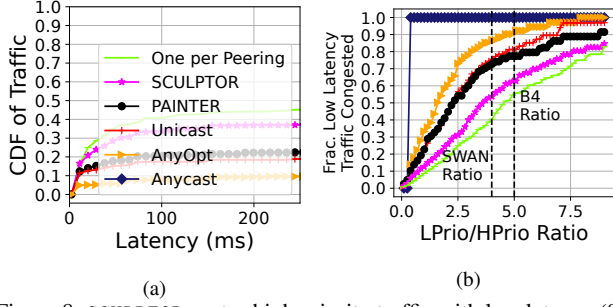 1.0
0.9
0.8
0.7
0.6
0.5
0.4
0.3
0.2
0.1
0.0
CDF of Traffic
One per Peering
SCULPTOR
PAINTER
Unicast
AnyOpt
Anycast
0
100
200
Latency (ms)
(a)
1.0
0.9
0.8
0.7
0.6
0.5
0.4
0.3
0.2
0.1
0.0
Frac. Low Latency
Traffic Congested
SWAN
Ratio
B4
Ratio
0.0
2.5
5.0
7.5
LPrio/HPrio Ratio
(b)